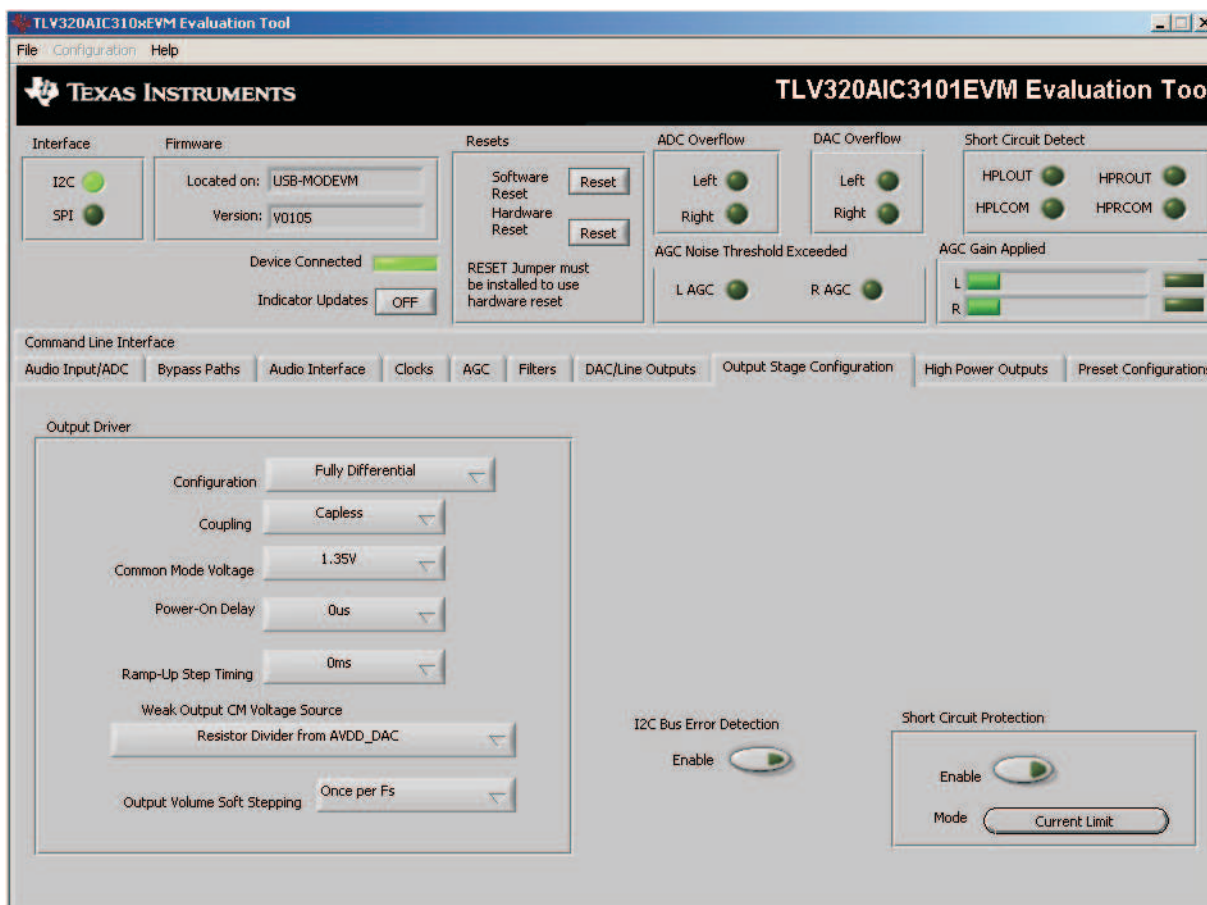 TLV320AIC310xEVM Evaluation Tool
File Configuration Help
TEXAS INSTRUMENTS
TLV320AIC3101EVM Evaluation Too
Interface
I2C
SPI
Firmware
Located on: USB-MODEVM
Version: V0105
Device Connected
Indicator Updates OFF
Resets
Software
Reset
Reset
Hardware
Reset
Reset
RESET Jumper must
be installed to use
hardware reset
ADC Overflow
Left
Right
DAC Overflow
Left
Right
Short Circuit Detect
HPLOUT HPROUT
HPLCOM HPRCOM
AGC Noise Threshold Exceeded
L AGC R AGC
AGC Gain Applied
L
R
Command Line Interface
Audio Input/ADC Bypass Paths Audio Interface Clocks AGC Filters DAC/Line Outputs Output Stage Configuration High Power Outputs Preset Configurations
Output Driver
Configuration Fully Differential
Coupling Capless
Common Mode Voltage 1.35V
Power-On Delay 0us
Ramp-Up Step Timing 0ms
Weak Output CM Voltage Source
Resistor Divider from AVDD_DAC
Output Volume Soft Stepping Once per Fs
I2C Bus Error Detection
Enable
Short Circuit Protection
Enable
Mode Current Limit